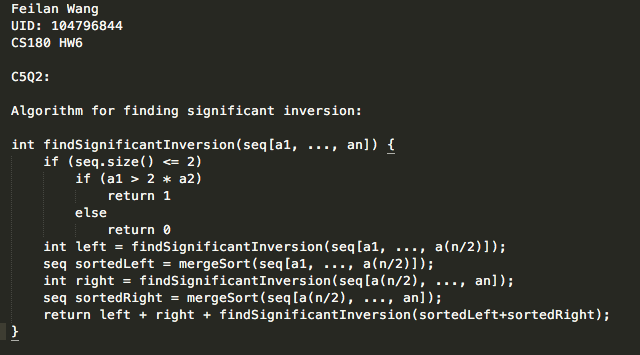 Feilan Wang
UID: 104796844
CS180 HW6
C5Q2:
Algorithm for finding significant inversion:
int findSignificantInversion(seq[a1, ..., an]) {
if (seq.size() <= 2)
if (a1 > 2 * a2)
return 1
else
return 0
int left = findSignificantInversion(seq[a1, ..., a(n/2)]);
seq sortedLeft = mergeSort(seq[a1, ..., a(n/2)]);
int right = findSignificantInversion(seq[a(n/2), ..., an]);
seq sortedRight = mergeSort(seq[a(n/2), ..., an]);
return left + right + findSignificantInversion(sortedLeft+sortedRight);
}